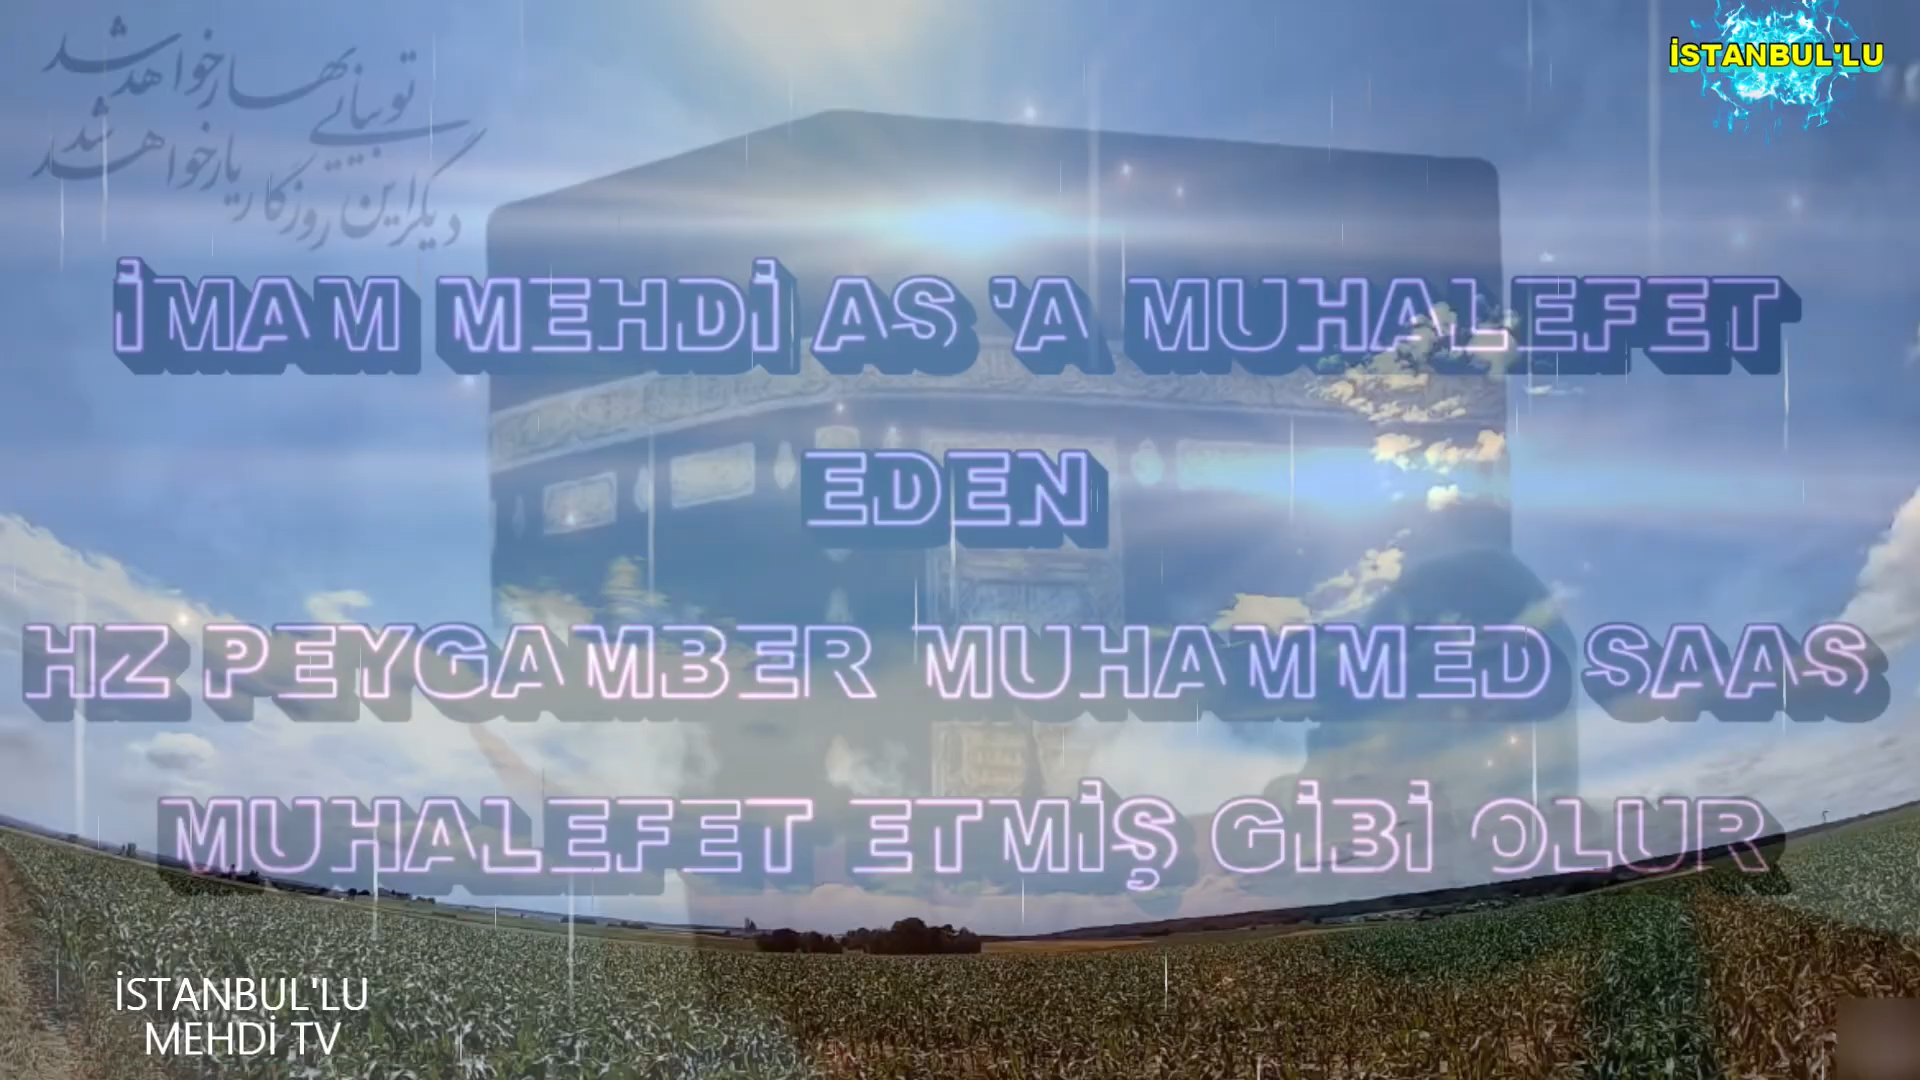 تو بیایی بهار خواهد شد
دیگر این روزگار یار خواهد شد
İSTANBUL'LU
İMAM MEHDİ AS 'A MUHALEFET
EDEN
HZ PEYGAMBER MUHAMMED SAAS
MUHALEFET ETMİŞ GİBİ OLUR
İSTANBUL'LU
MEHDİ TV